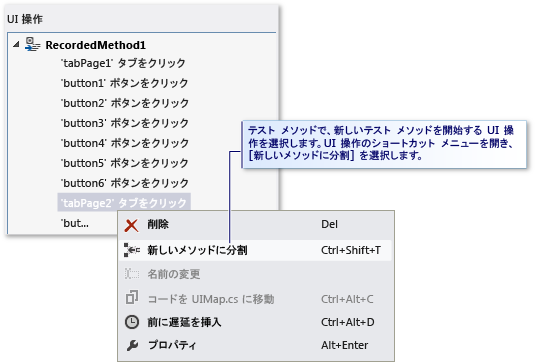 UI 操作
RecordedMethod1
'tabPage1' タブをクリック
'button1' ボタンをクリック
'button2' ボタンをクリック
'button3' ボタンをクリック
'button4' ボタンをクリック
'button5' ボタンをクリック
'button6' ボタンをクリック
'tabPage2' タブをクリック
'but...
テスト メソッドで、新しいテスト メソッドを開始する UI 操
作を選択します。UI 操作のショートカット メニューを開き、
[新しいメソッドに分割] を選択します。
削除 Del
新しいメソッドに分割 Ctrl+Shift+T
名前の変更
コードを UIMap.cs に移動 Ctrl+Alt+C
前に遅延を挿入 Ctrl+Alt+D
プロパティ Alt+Enter